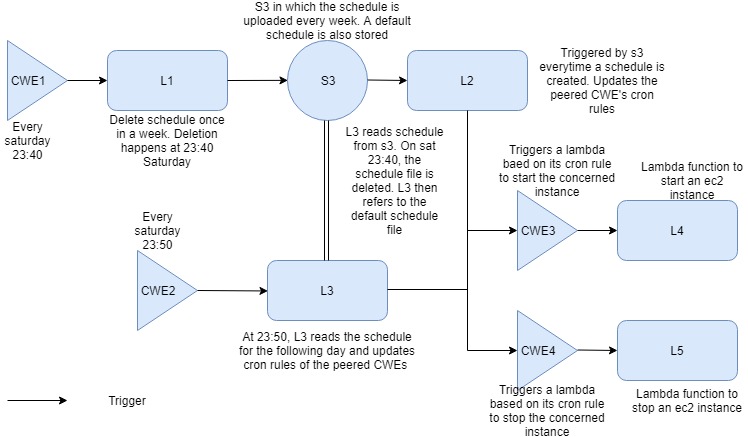 S3 in which the schedule is
uploaded every week. A default
schedule is also stored
CWE1
L1
S3
L2
Triggered by s3
everytime a schedule is
created. Updates the
peered CWE's cron
rules
Every
saturday
23:40
Delete schedule once
in a week. Deletion
happens at 23:40
Saturday
L3 reads schedule
from s3. On sat
23:40, the
schedule file is
deleted. L3 then
refers to the
default schedule
file
Triggers a lambda
baed on its cron rule
to start the concerned
instance
Lambda function to
start an ec2
instance
CWE3
L4
Every
saturday
23:50
CWE2
L3
At 23:50, L3 reads the schedule
for the following day and updates
cron rules of the peered CWEs
CWE4
L5
Triggers a lambda
based on its cron rule
to stop the concerned
instance
Lambda function to
stop an ec2 instance
Trigger